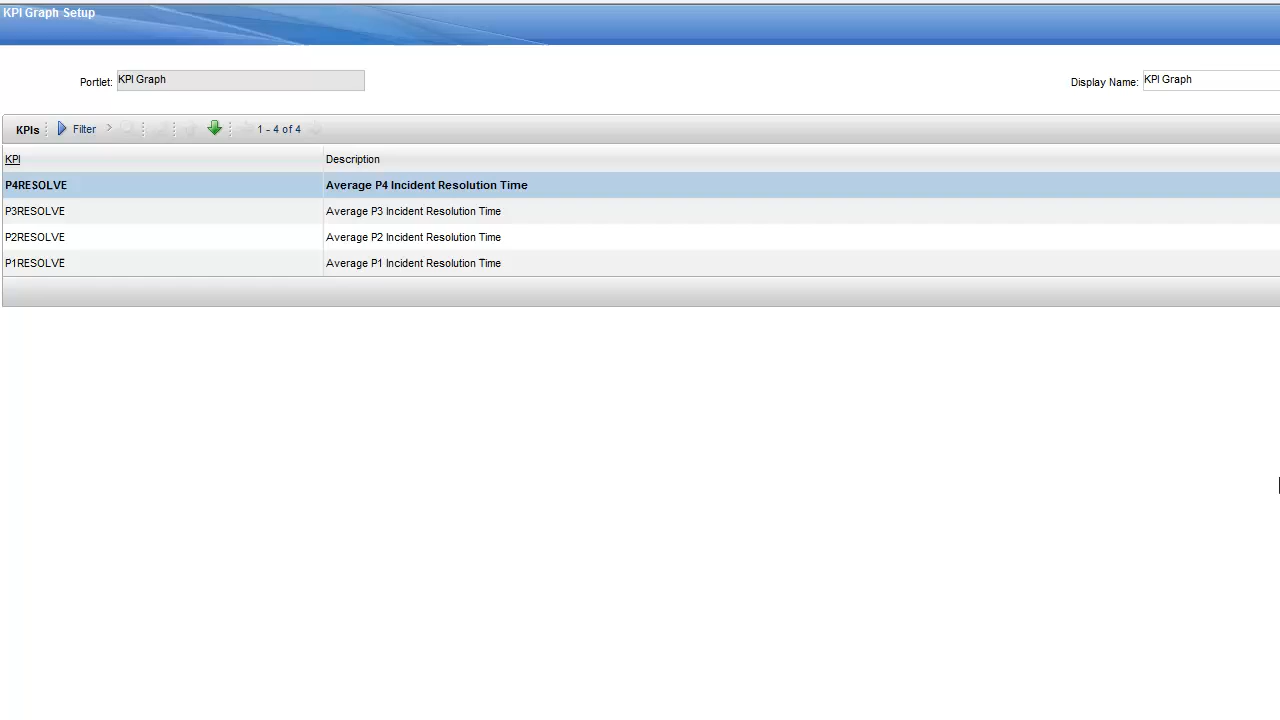 KPI Graph Setup
Portlet: KPI Graph Display Name: KPI Graph
KPIs Filter 1 - 4 of 4
KPI Description
P4RESOLVE Average P4 Incident Resolution Time
P3RESOLVE Average P3 Incident Resolution Time
P2RESOLVE Average P2 Incident Resolution Time
P1RESOLVE Average P1 Incident Resolution Time